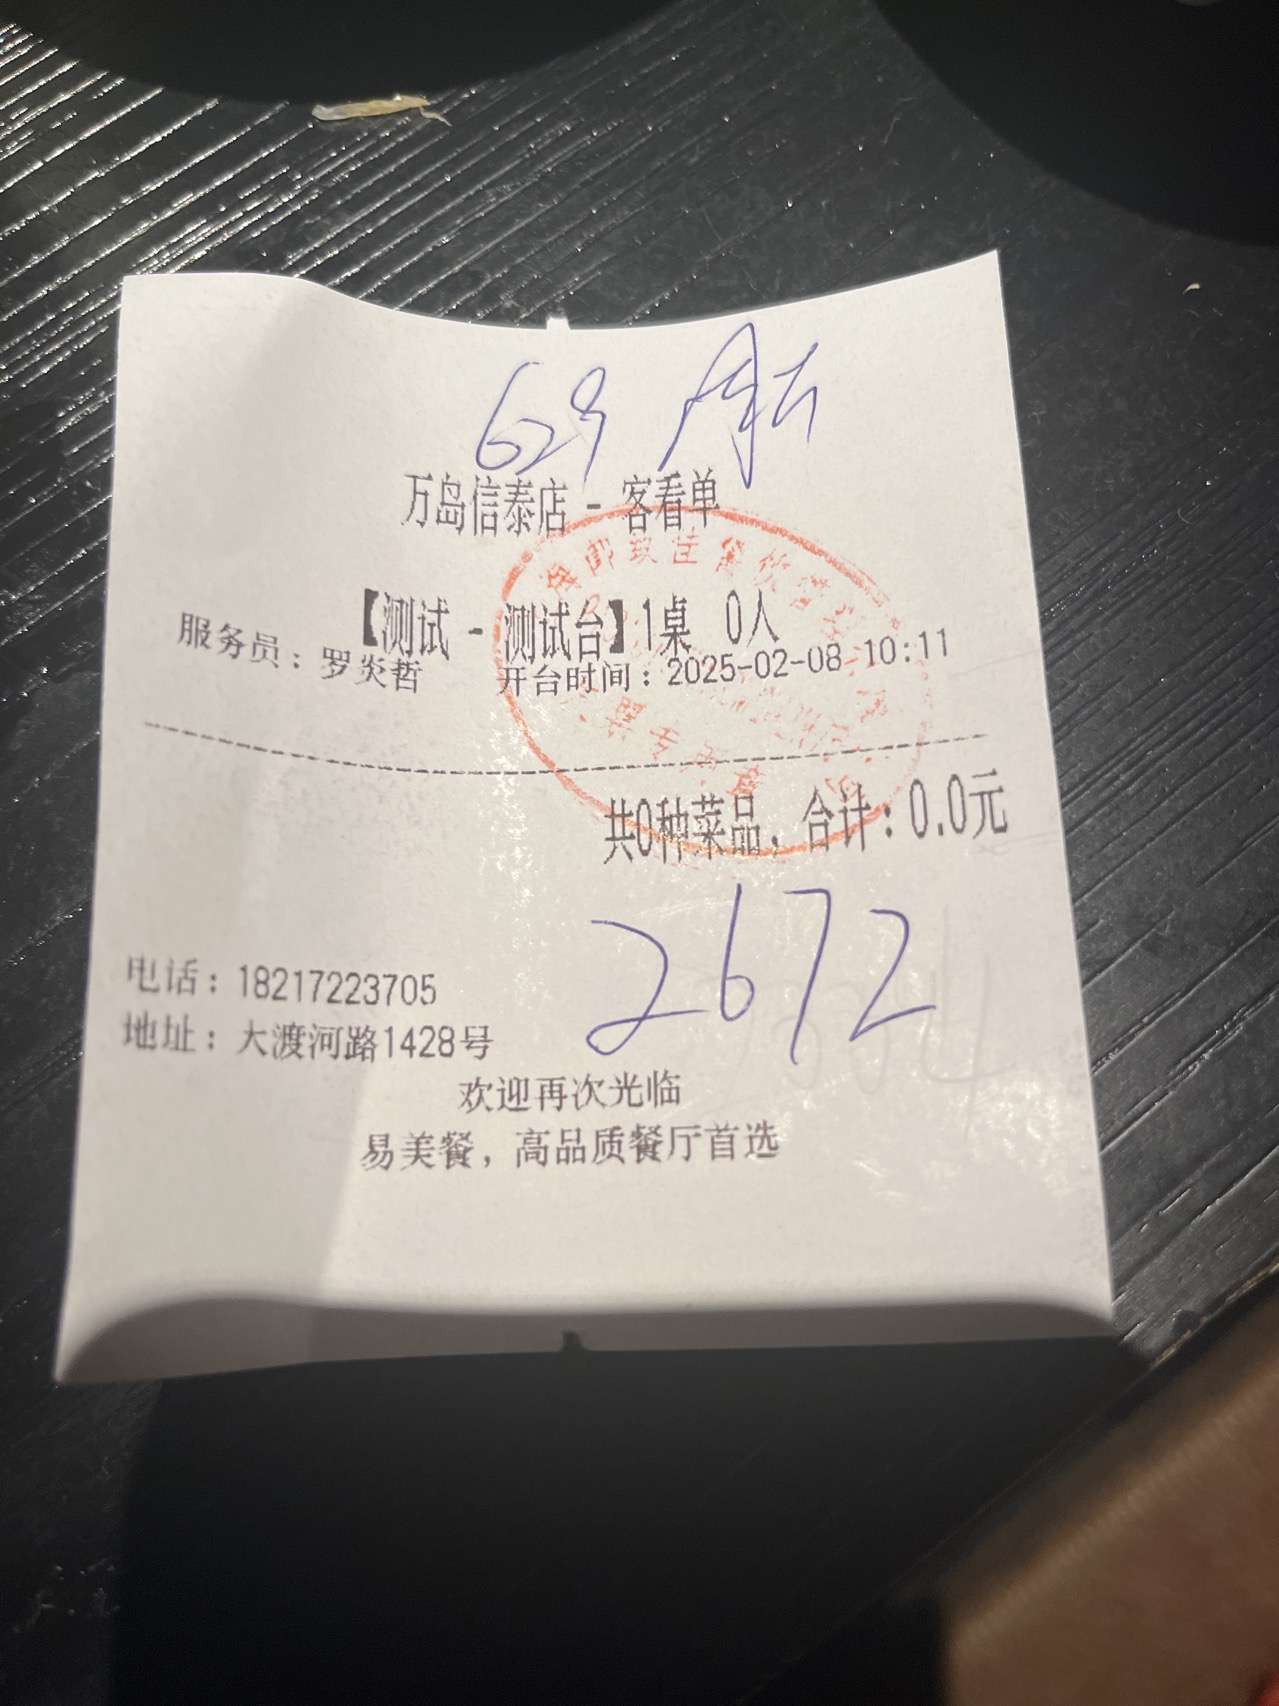 629
万岛信泰店 - 客看单
【测试 - 测试台】1桌 0人
服务员：罗炎哲 开台时间：2025-02-08 10:11
共0种菜品，合计：0.0元
2672
电话：18217223705
地址：大渡河路1428号
欢迎再次光临
易美餐，高品质餐厅首选